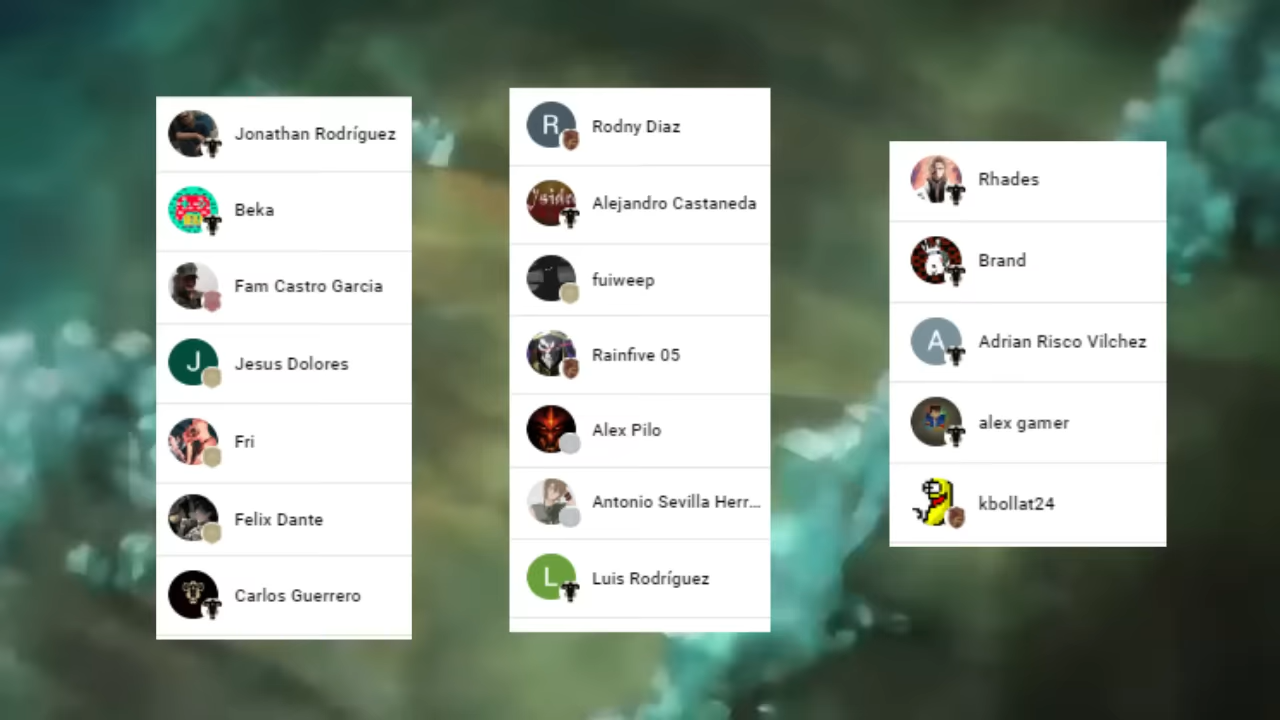 Jonathan Rodríguez
Beka
Fam Castro Garcia
J
Jesus Dolores
Fri
Felix Dante
Carlos Guerrero
R
Rodny Diaz
Alejandro Castaneda
fuiweep
Rainfive 05
Alex Pilo
Antonio Sevilla Herr...
L
Luis Rodríguez
Rhades
Brand
A
Adrian Risco Vilchez
alex gamer
kbollat24